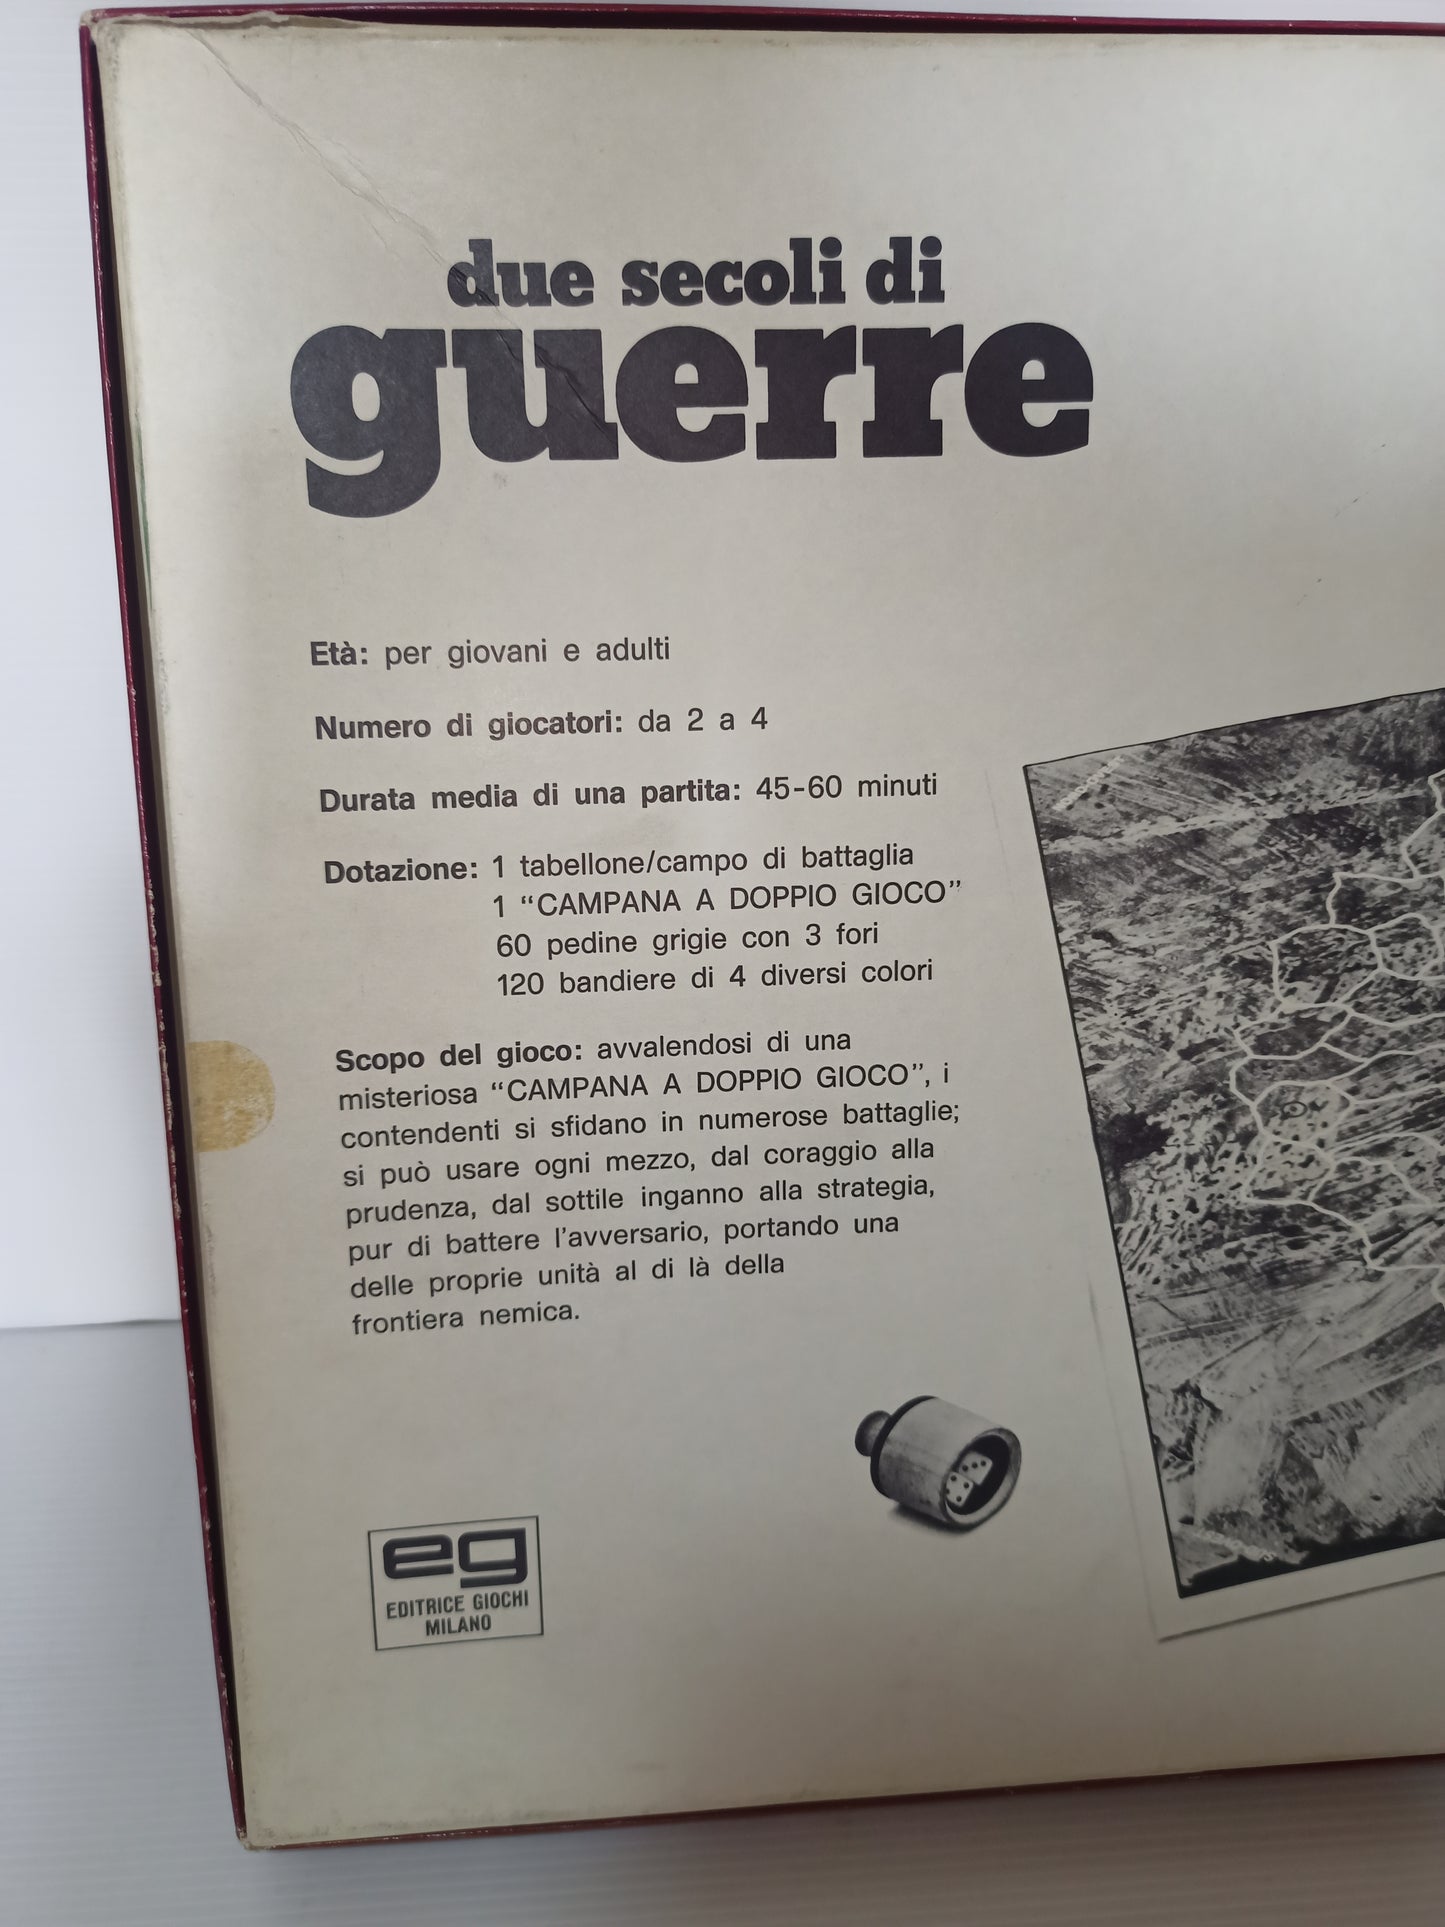 due secoli di
guerre
Età: per giovani e adulti
Numero di giocatori: da 2 a 4
Durata media di una partita: 45-60 minuti
Dotazione: 1 tabellone/campo di battaglia
1 “CAMPANA A DOPPIO GIOCO”
60 pedine grigie con 3 fori
120 bandiere di 4 diversi colori
Scopo del gioco: avvalendosi di una
misteriosa “CAMPANA A DOPPIO GIOCO”, i
contendenti si sfidano in numerose battaglie;
si può usare ogni mezzo, dal coraggio alla
prudenza, dal sottile inganno alla strategia,
pur di battere l'avversario, portando una
delle proprie unità al di là della
frontiera nemica.
eg
EDITRICE GIOCHI
MILANO